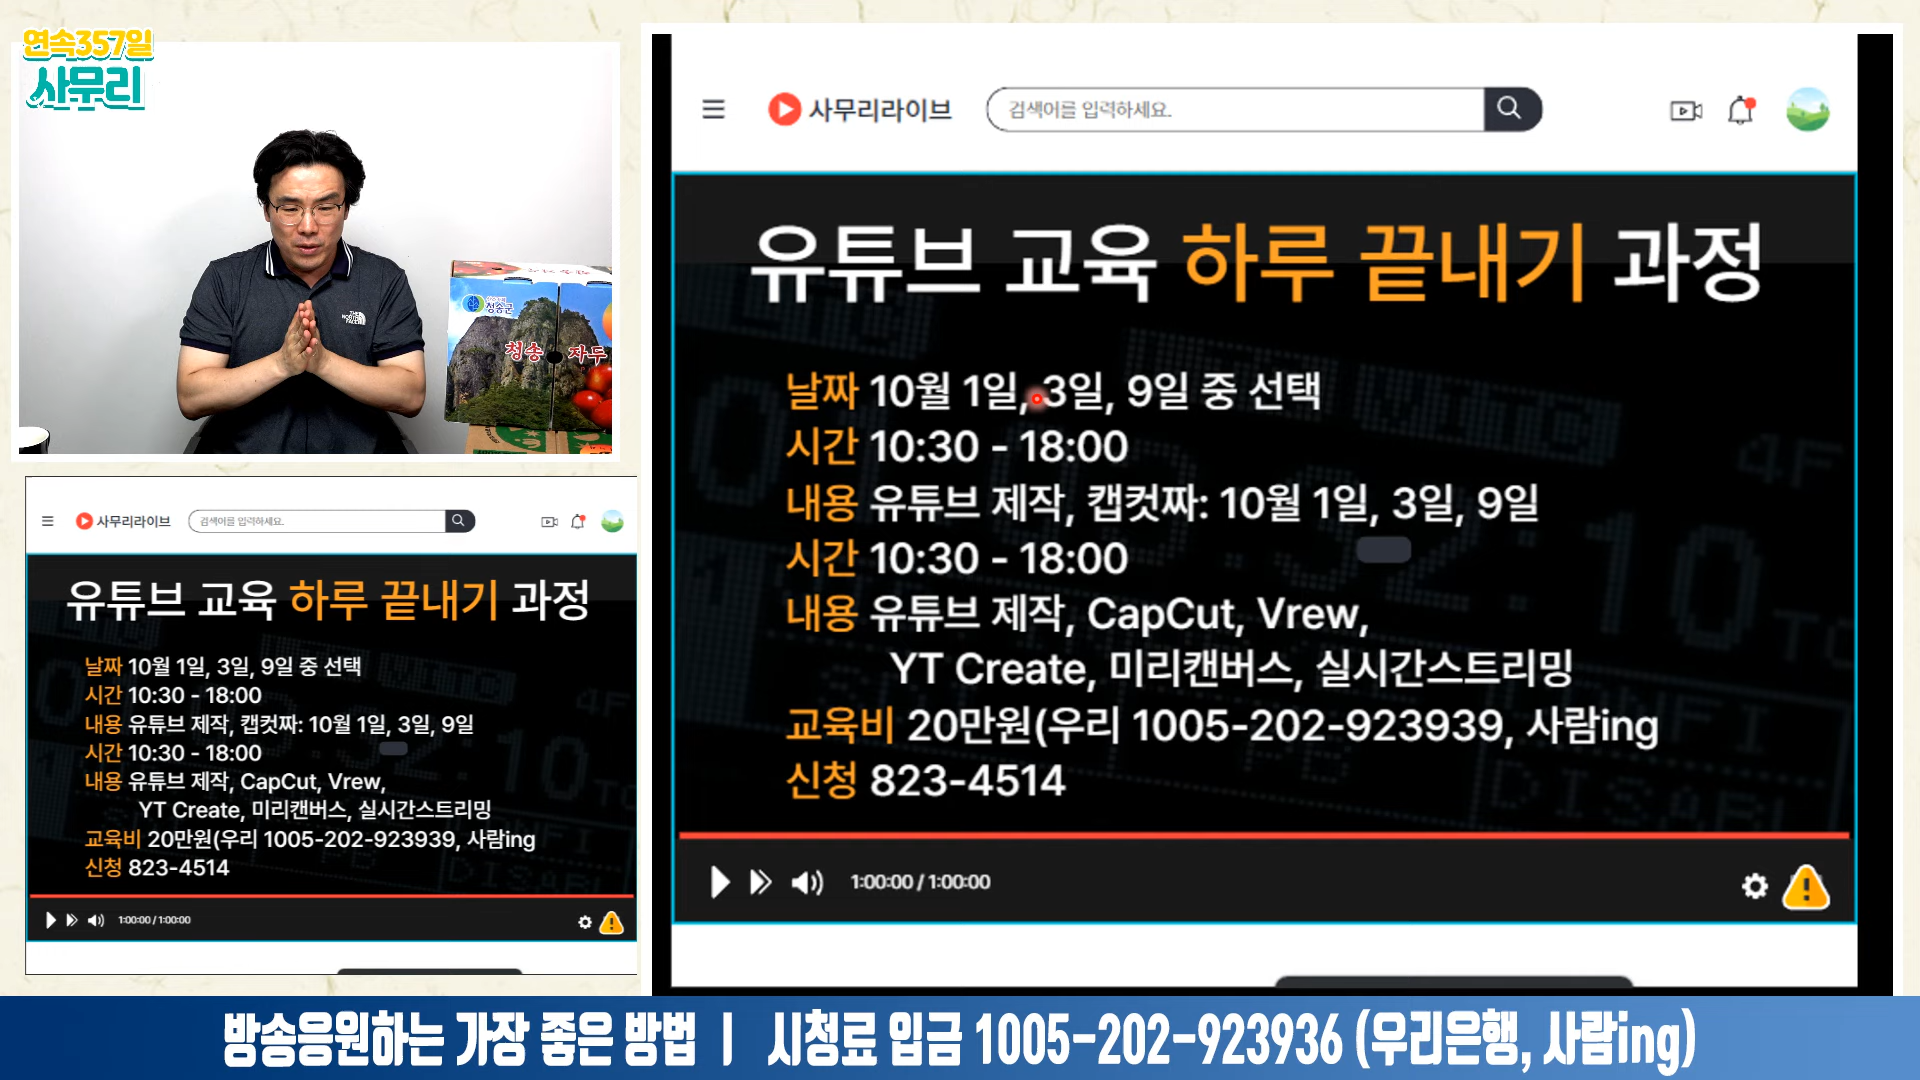 연속357일
사무리
THE NORTH FACE
청송군
청송 자두
사무리라이브
검색어를 입력하세요.
유튜브 교육 하루 끝내기 과정
날짜 10월 1일, 3일, 9일 중 선택
시간 10:30 - 18:00
내용 유튜브 제작, 캡컷짜: 10월 1일, 3일, 9일
시간 10:30 - 18:00
내용 유튜브 제작, CapCut, Vrew,
YT Create, 미리캔버스, 실시간스트리밍
교육비 20만원(우리 1005-202-923939, 사람ing
신청 823-4514
1:00:00 / 1:00:00
사무리라이브
검색어를 입력하세요.
유튜브 교육 하루 끝내기 과정
날짜 10월 1일, 3일, 9일 중 선택
시간 10:30 - 18:00
내용 유튜브 제작, 캡컷짜: 10월 1일, 3일, 9일
시간 10:30 - 18:00
내용 유튜브 제작, CapCut, Vrew,
YT Create, 미리캔버스, 실시간스트리밍
교육비 20만원(우리 1005-202-923939, 사람ing
신청 823-4514
1:00:00 / 1:00:00
방송응원하는 가장 좋은 방법 | 시청료 입금 1005-202-923936 (우리은행, 사람ing)